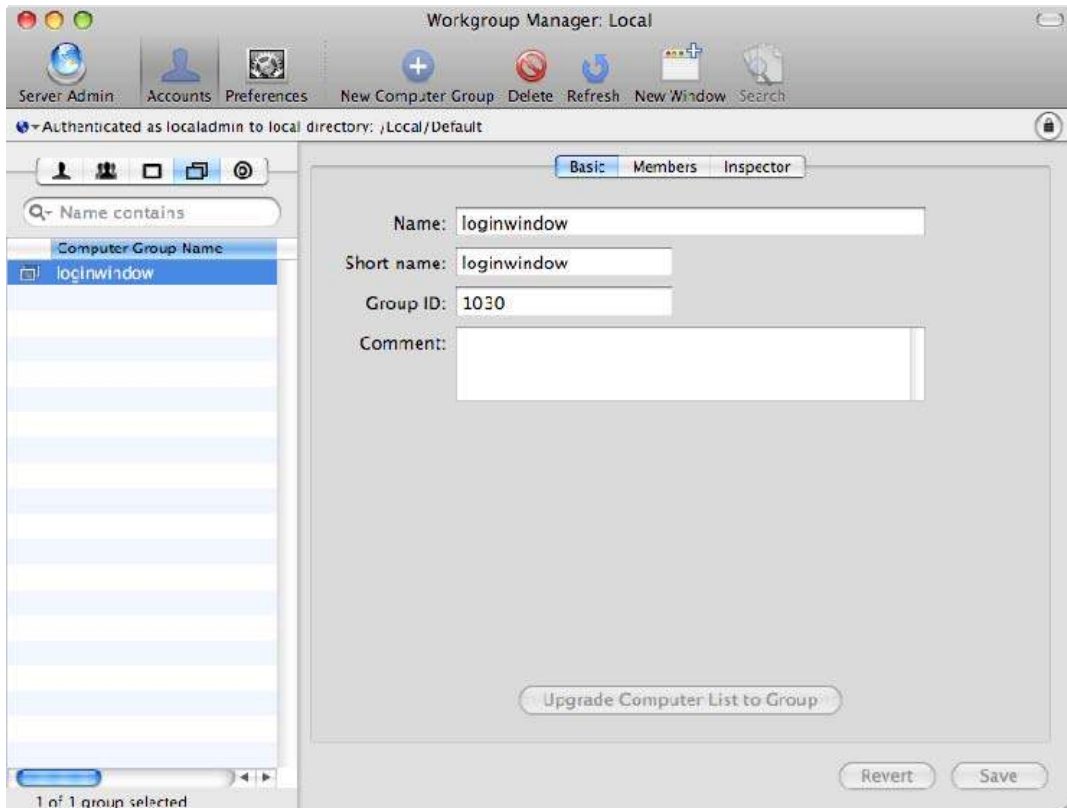 Workgroup Manager: Local
Server Admin Accounts Preferences New Computer Group Delete Refresh New Window Search
Authenticated as localadmin to local directory: /Local/Default
Basic Members Inspector
Name contains
Computer Group Name
loginwindow
Name: loginwindow
Short name: loginwindow
Group ID: 1030
Comment:
Upgrade Computer List to Group
Revert Save
1 of 1 group selected